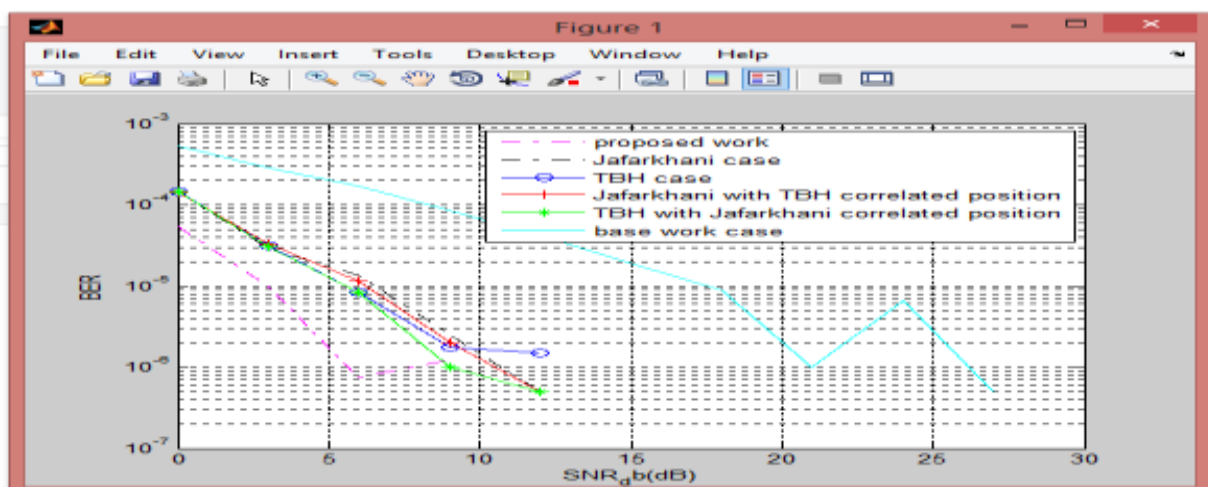 Figure 1
File Edit View Insert Tools Desktop Window Help
10^-3
10^-4
10^-5
10^-6
10^-7
BER
proposed work
Jafarkhani case
TBH case
Jafarkhani with TBH correlated position
TBH with Jafarkhani correlated position
base work case
0 5 10 15 20 25 30
SNR_db(dB)